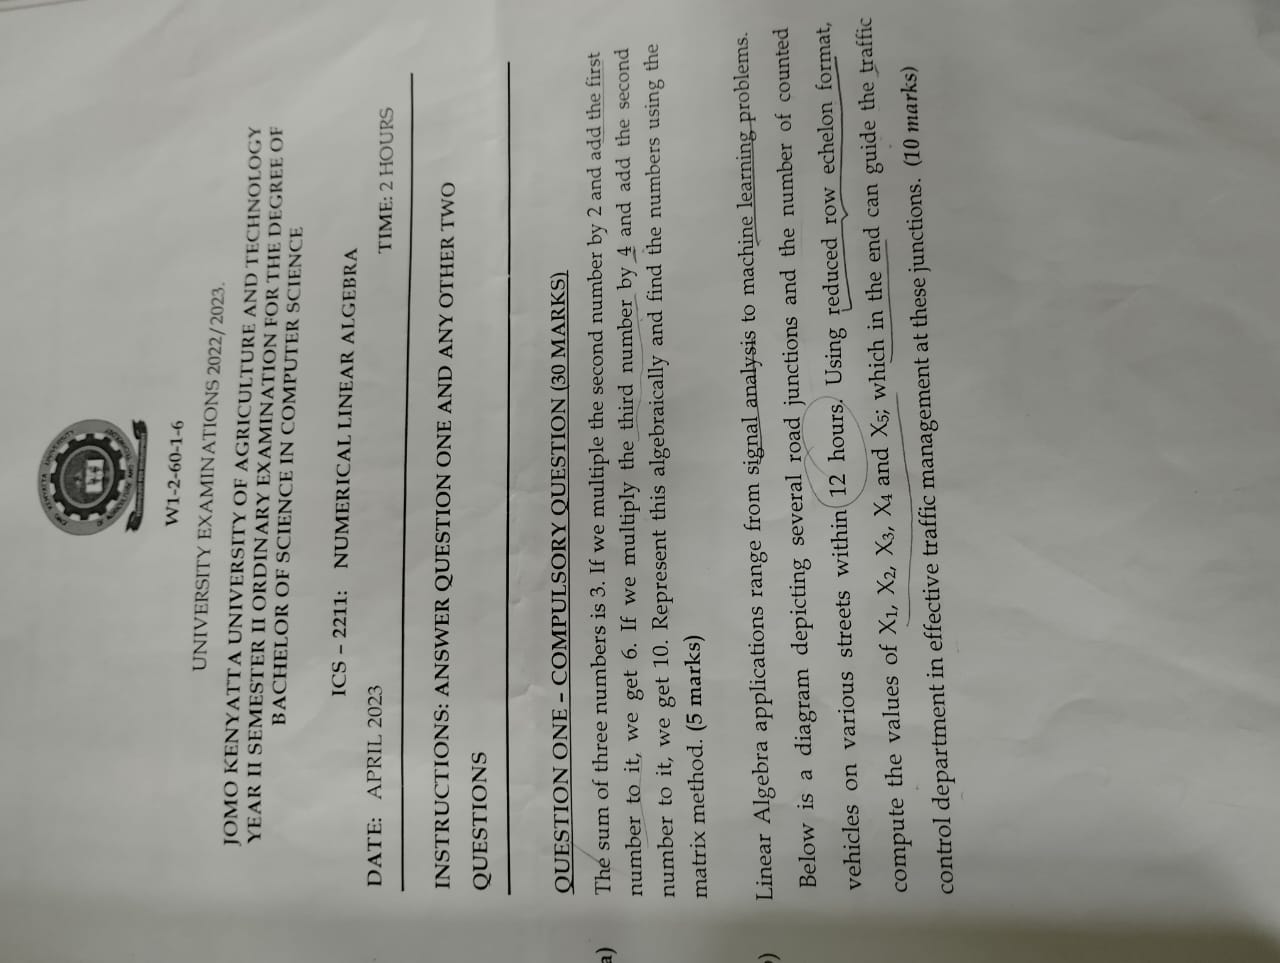 W1-2-60-1-6
UNIVERSITY EXAMINATIONS 2022/2023.
JOMO KENYATTA UNIVERSITY OF AGRICULTURE AND TECHNOLOGY
YEAR II SEMESTER II ORDINARY EXAMINATION FOR THE DEGREE OF
BACHELOR OF SCIENCE IN COMPUTER SCIENCE
ICS – 2211: NUMERICAL LINEAR ALGEBRA
DATE: APRIL 2023 TIME: 2 HOURS
INSTRUCTIONS: ANSWER QUESTION ONE AND ANY OTHER TWO
QUESTIONS
QUESTION ONE – COMPULSORY QUESTION (30 MARKS)
a) The sum of three numbers is 3. If we multiple the second number by 2 and add the first
number to it, we get 6. If we multiply the third number by 4 and add the second
number to it, we get 10. Represent this algebraically and find the numbers using the
matrix method. (5 marks)
) Linear Algebra applications range from signal analysis to machine learning problems.
Below is a diagram depicting several road junctions and the number of counted
vehicles on various streets within 12 hours. Using reduced row echelon format,
compute the values of X1, X2, X3, X4 and X5; which in the end can guide the traffic
control department in effective traffic management at these junctions. (10 marks)